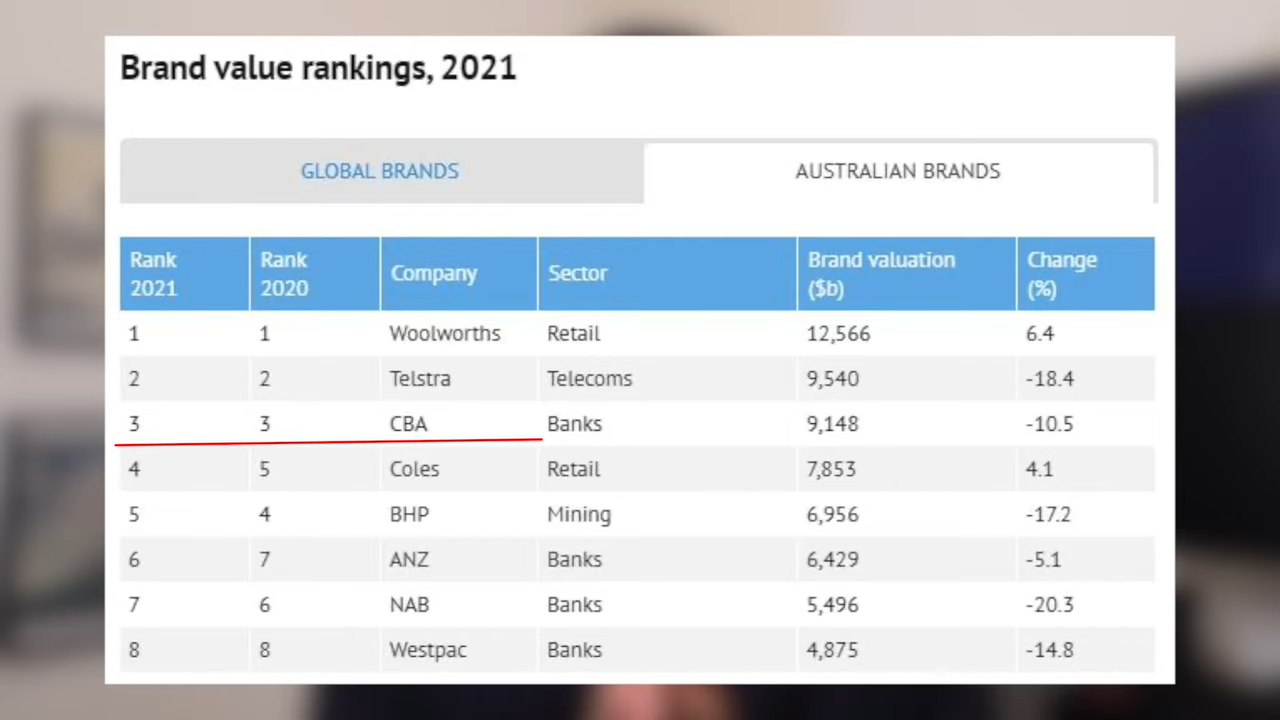 Brand value rankings, 2021
GLOBAL BRANDS AUSTRALIAN BRANDS
Rank 2021 Rank 2020 Company Sector Brand valuation ($b) Change (%)
1 1 Woolworths Retail 12,566 6.4
2 2 Telstra Telecoms 9,540 -18.4
3 3 CBA Banks 9,148 -10.5
4 5 Coles Retail 7,853 4.1
5 4 BHP Mining 6,956 -17.2
6 7 ANZ Banks 6,429 -5.1
7 6 NAB Banks 5,496 -20.3
8 8 Westpac Banks 4,875 -14.8